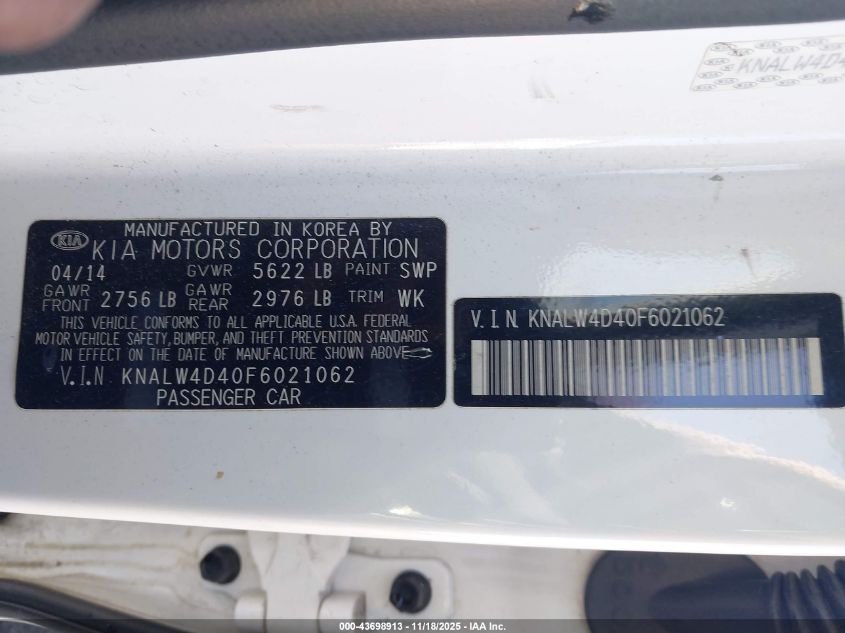 KNALW4D4
MANUFACTURED IN KOREA BY
KIA KIA MOTORS CORPORATION
04/14 GVWR 5622 LB PAINT SWP
GAWR FRONT 2756 LB GAWR REAR 2976 LB TRIM WK
THIS VEHICLE CONFORMS TO ALL APPLICABLE U.S.A. FEDERAL
MOTOR VEHICLE SAFETY, BUMPER, AND THEFT PREVENTION STANDARDS
IN EFFECT ON THE DATE OF MANUFACTURE SHOWN ABOVE
V.I.N KNALW4D40F6021062
PASSENGER CAR
V.I.N. KNALW4D40F6021062
000-43698913 - 11/18/2025 - IAA Inc.